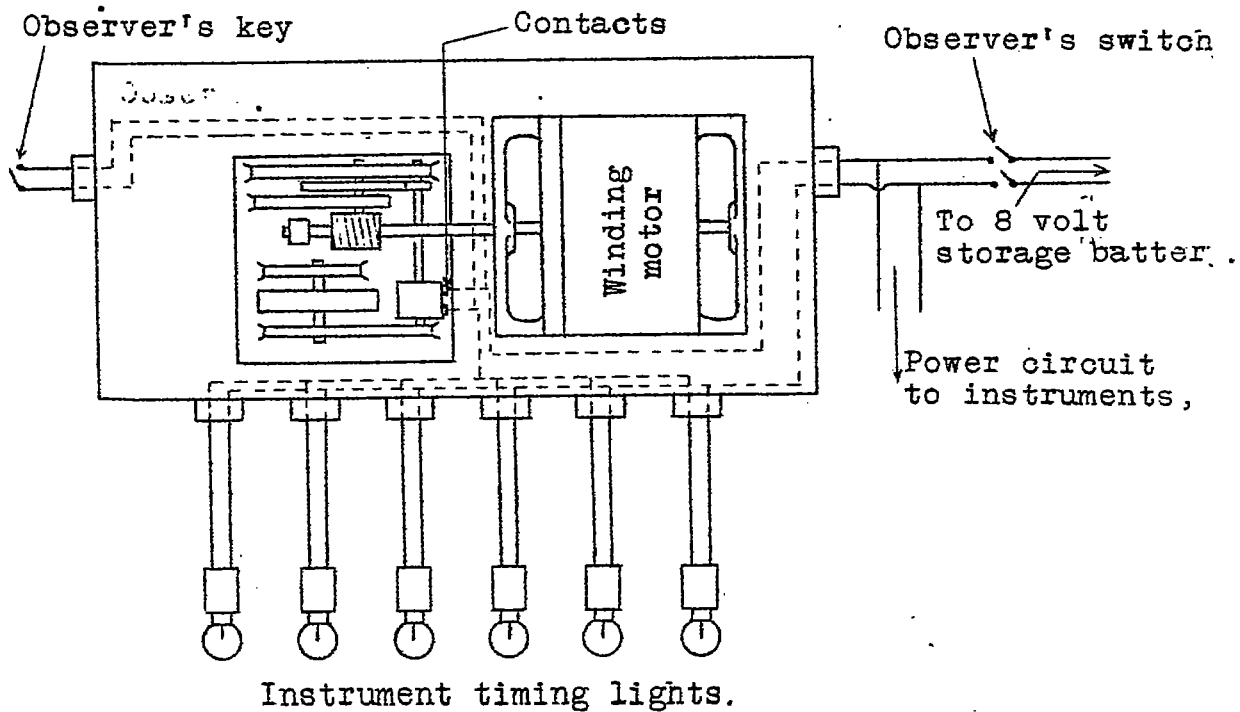 Observer's key
Contacts
Observer's switch
Winding
motor
To 8 volt
storage batter
Power circuit
to instruments,
Instrument timing lights.